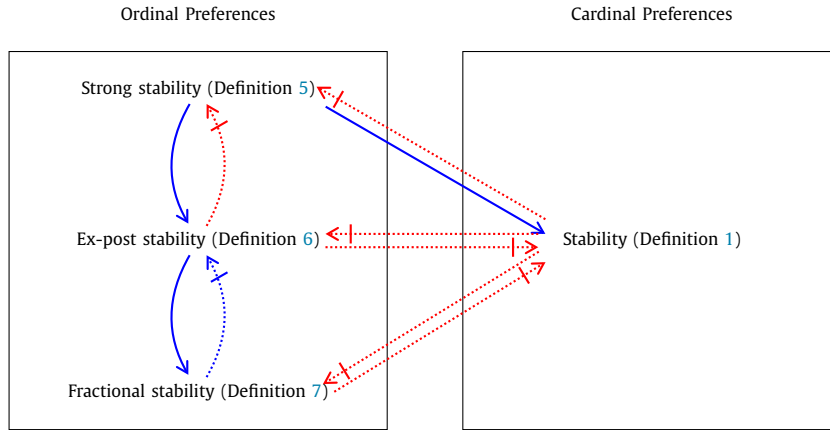 Ordinal Preferences
Cardinal Preferences
Strong stability (Definition 5)
Ex-post stability (Definition 6)
Stability (Definition 1)
Fractional stability (Definition 7)